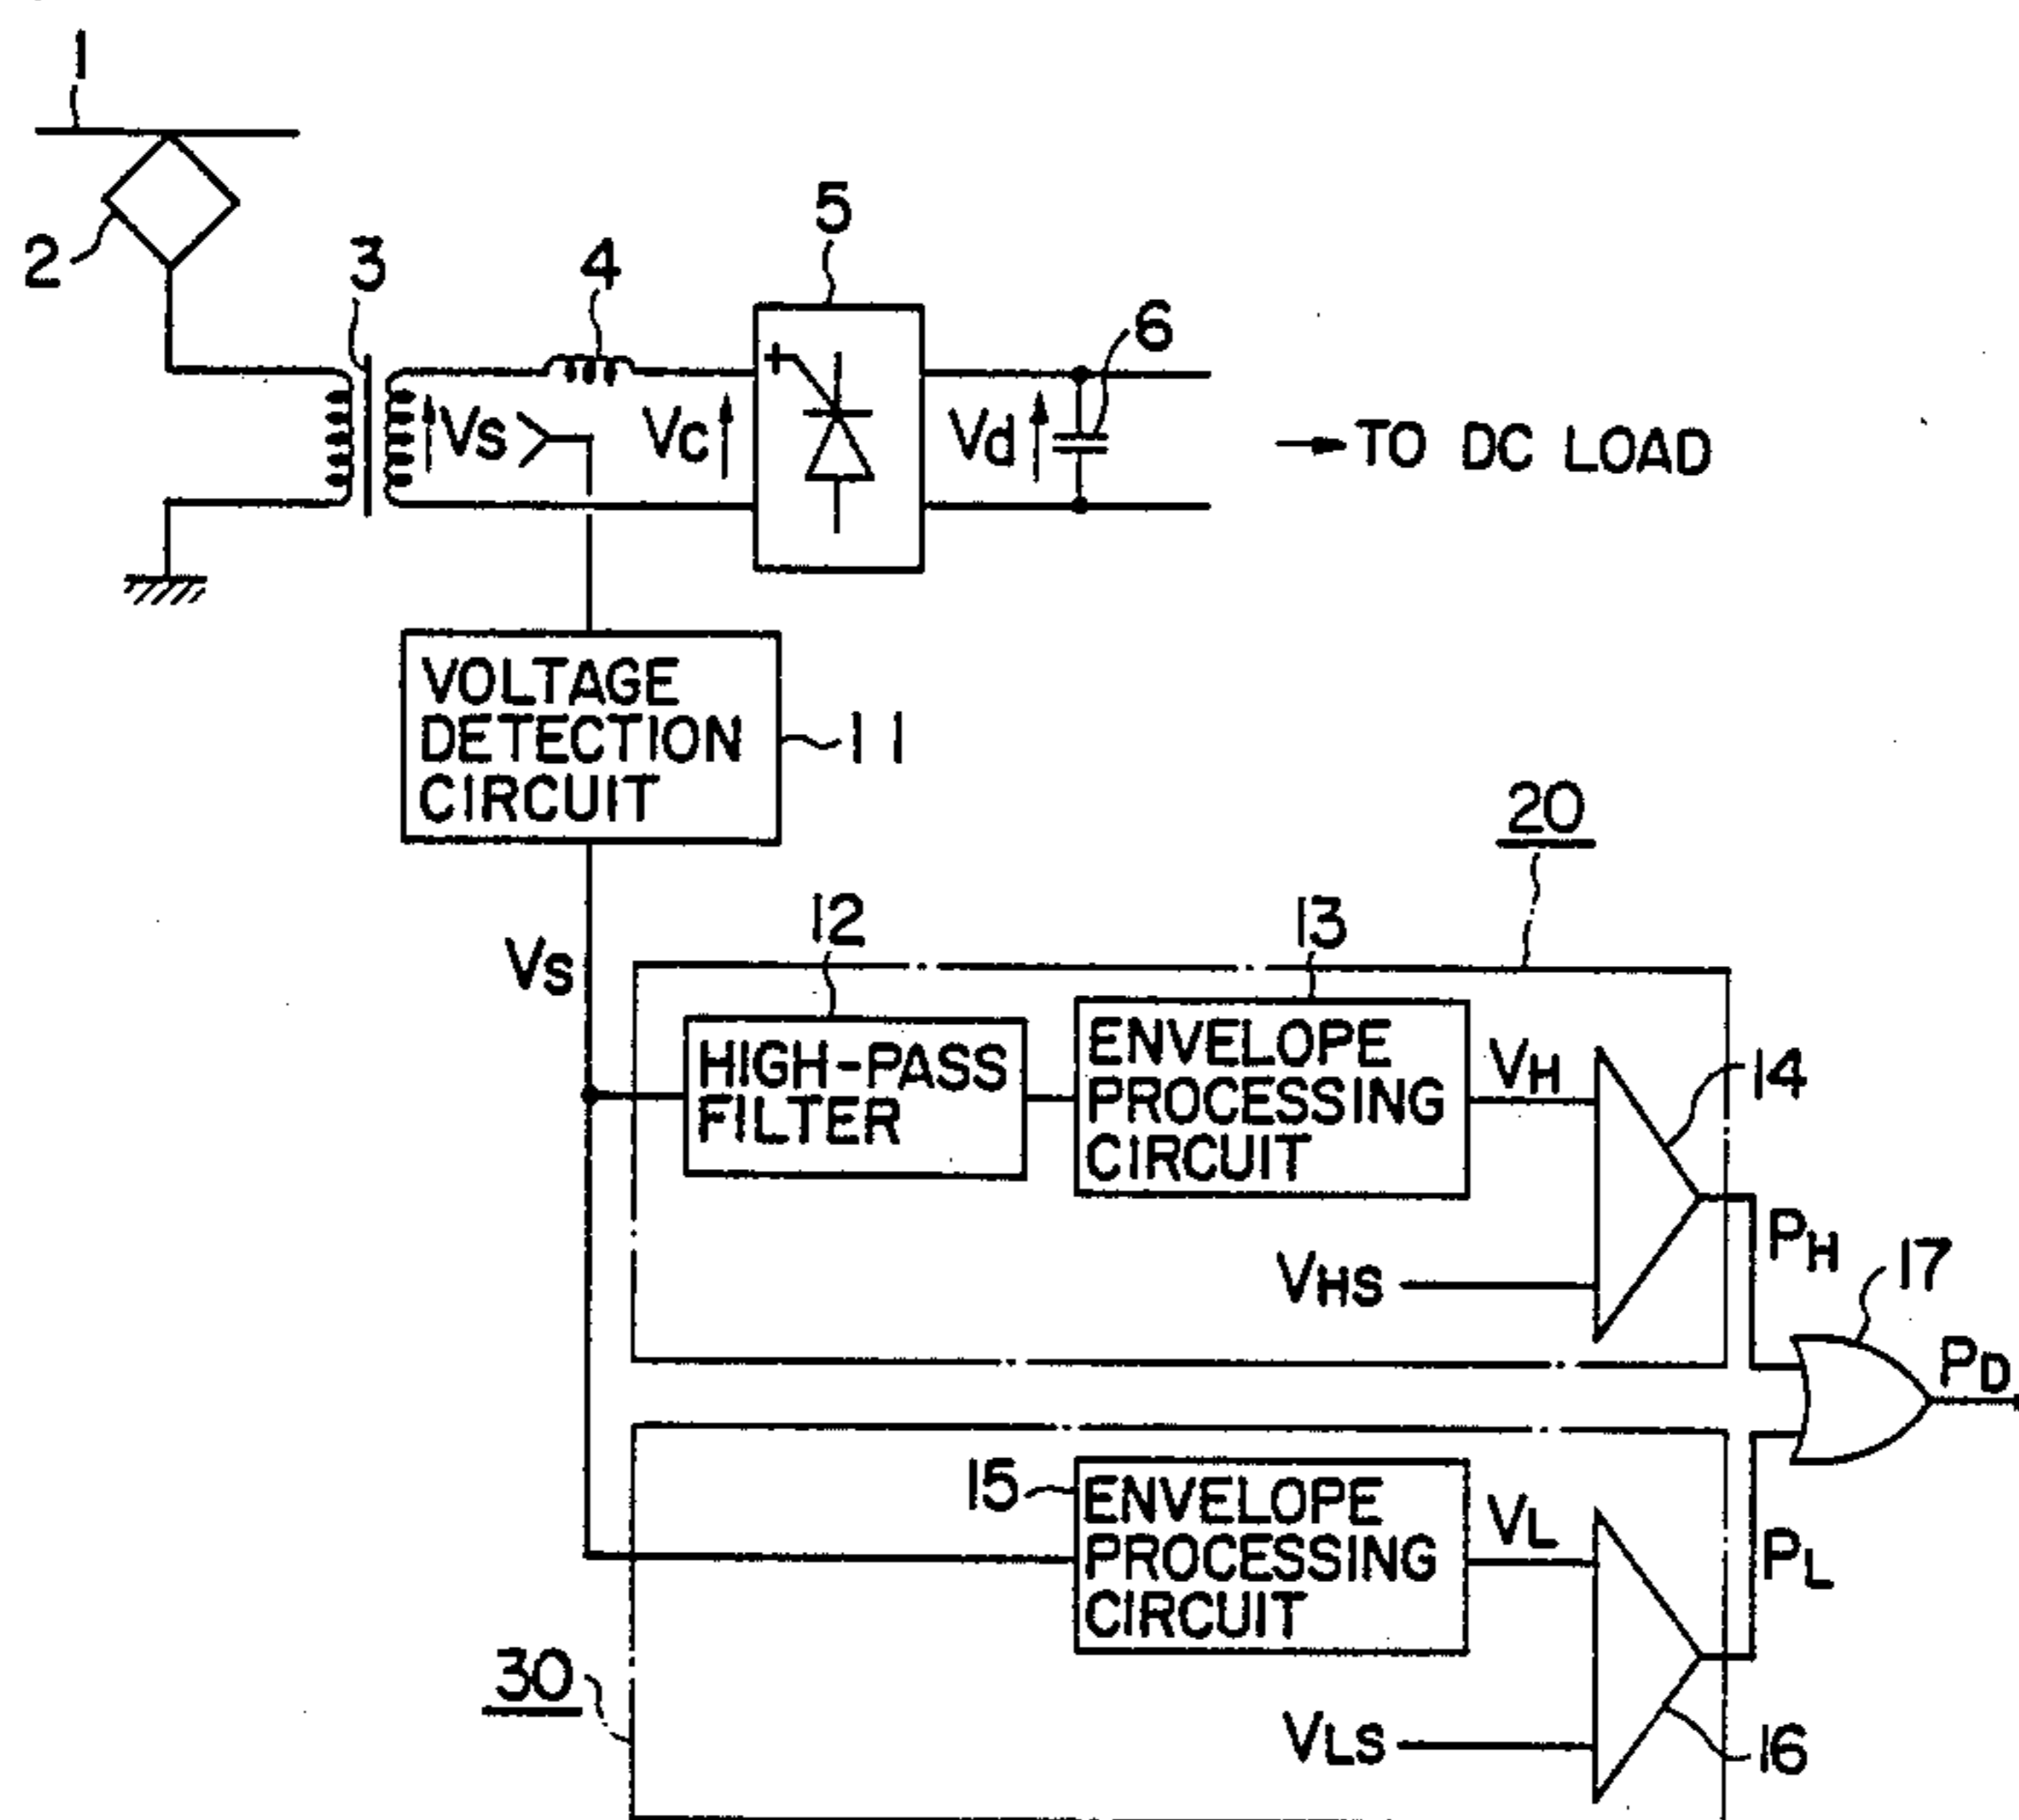 1
2
3
4
5
6
Vs
Vc
Vd
TO DC LOAD
VOLTAGE
DETECTION
CIRCUIT
11
20
Vs
12
13
HIGH-PASS
FILTER
ENVELOPE
PROCESSING
CIRCUIT
VH
14
VHS
PH
17
PD
15
ENVELOPE
PROCESSING
CIRCUIT
VL
PL
30
VLS
16